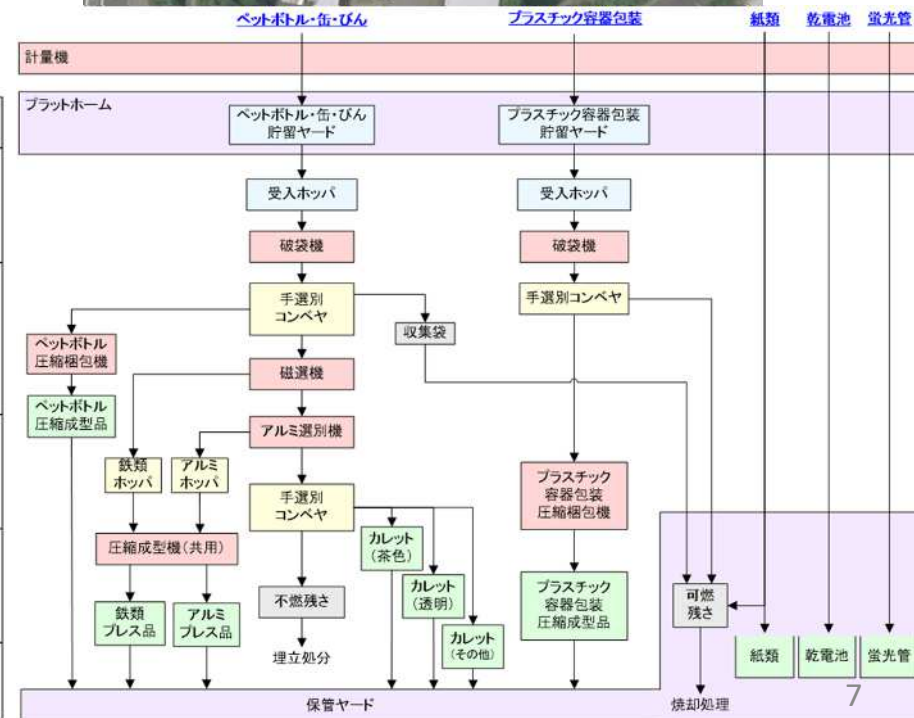 ペットボトル・缶・びん
プラスチック容器包装
紙類
乾電池
蛍光管
計量機
プラットホーム
ペットボトル・缶・びん
貯留ヤード
プラスチック容器包装
貯留ヤード
受入ホッパ
受入ホッパ
破袋機
破袋機
手選別
コンベヤ
手選別コンベヤ
収集袋
ペットボトル
圧縮梱包機
磁選機
ペットボトル
圧縮成型品
アルミ選別機
鉄類
ホッパ
アルミ
ホッパ
手選別
コンベヤ
プラスチック
容器包装
圧縮梱包機
カレット
(茶色)
圧縮成型機(共用)
カレット
(透明)
不燃残さ
プラスチック
容器包装
圧縮成型品
可燃
残さ
鉄類
プレス品
アルミ
プレス品
カレット
(その他)
埋立処分
紙類
乾電池
蛍光管
保管ヤード
焼却処理
7